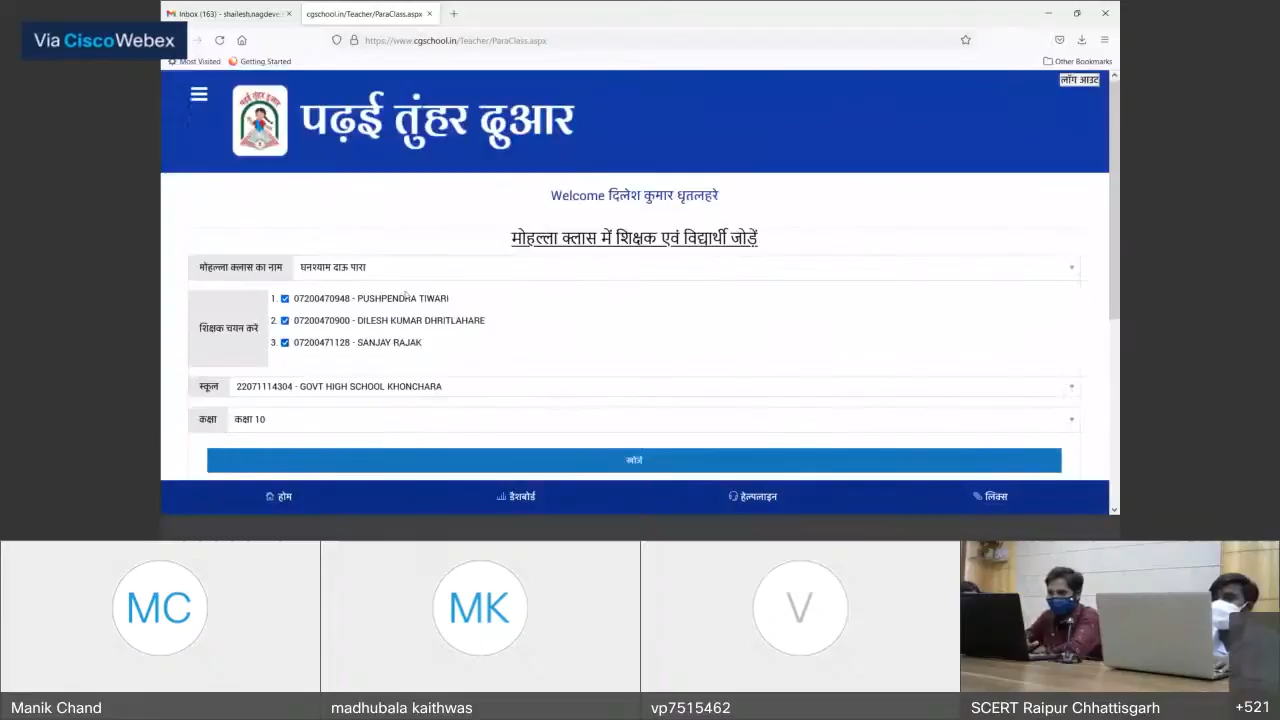 Inbox (163) - shailesh.nagdeve
cgschool.in/Teacher/ParaClass.aspx
Via CiscoWebex
https://www.cgschool.in/Teacher/ParaClass.aspx
Most Visited
Getting Started
Other Bookmarks
लॉग आउट
पढ़ई तुंहर दुआर
Welcome दिलेश कुमार धृतलहरे
मोहल्ला क्लास में शिक्षक एवं विद्यार्थी जोड़ें
मोहल्ला क्लास का नाम घनश्याम दाऊ पारा
1. 07200470948 - PUSHPENDRA TIWARI
शिक्षक चयन करें
2. 07200470900 - DILESH KUMAR DHRITLAHARE
3. 07200471128 - SANJAY RAJAK
स्कूल 22071114304 - GOVT HIGH SCHOOL KHONCHARA
कक्षा कक्षा 10
खोजें
होम डैशबोर्ड हेल्पलाइन लिंक्स
MC MK V
Manik Chand madhubala kaithwas vp7515462 SCERT Raipur Chhattisgarh +521